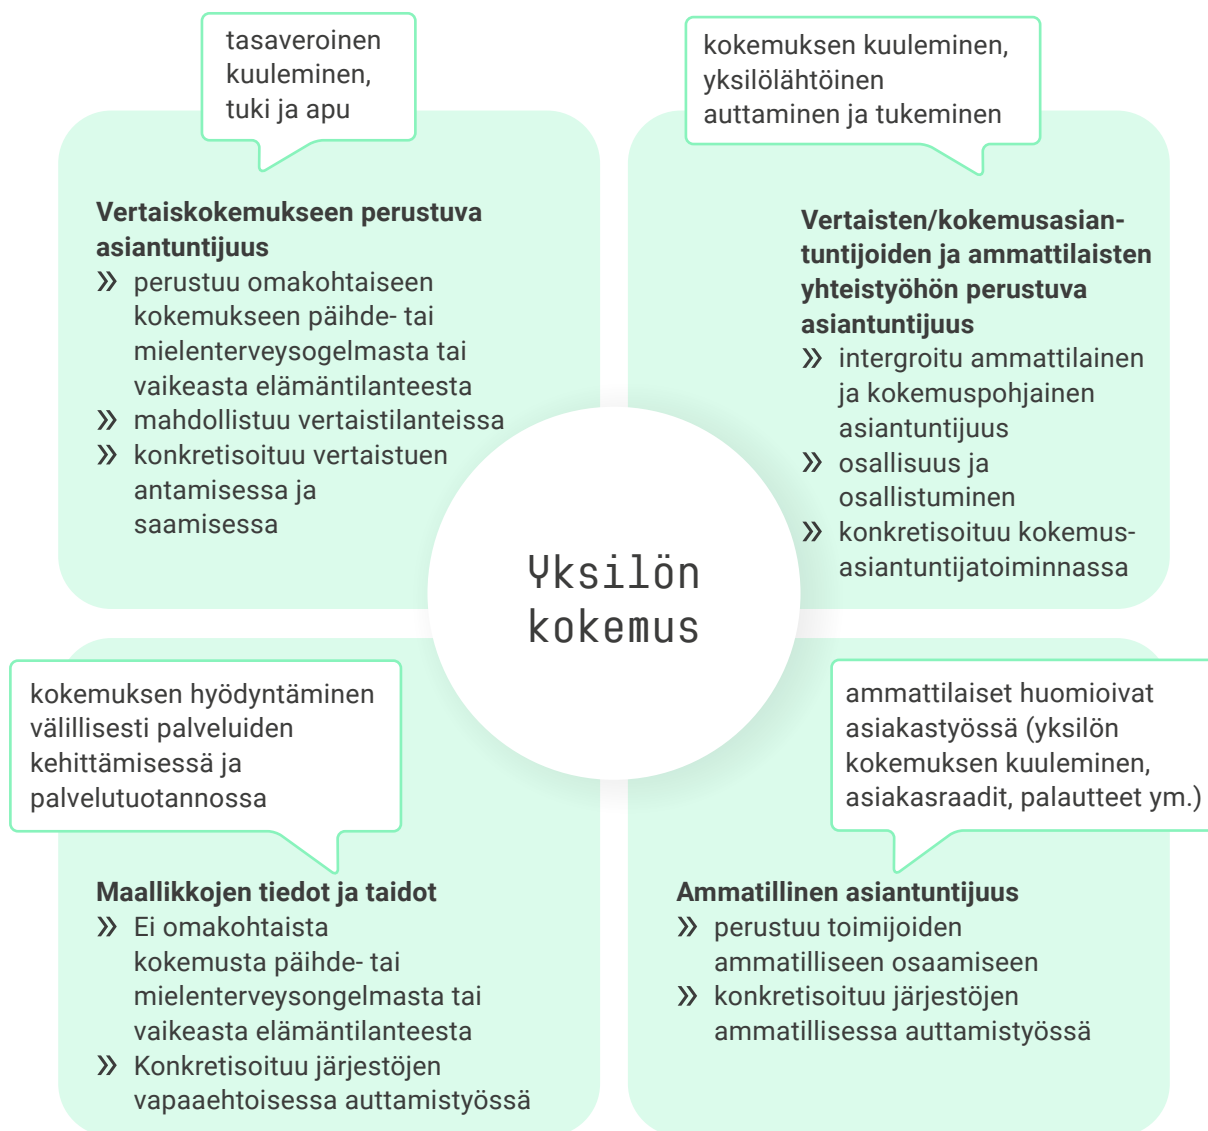 tasaveroinen
kuuleminen,
tuki ja apu
Vertaiskokemukseen perustuva
asiantuntijuus
» perustuu omakohtaiseen
kokemukseen päihde- tai
mielenterveysogelmasta tai
vaikeasta elämäntilanteesta
» mahdollistuu vertaistilanteissa
» konkretisoituu vertaistuen
antamisessa ja
saamisessa
kokemuksen kuuleminen,
yksilölähtöinen
auttaminen ja tukeminen
Vertaisten/kokemusasian-
tuntijoiden ja ammattilaisten
yhteistyöhön perustuva
asiantuntijuus
» intergroitu ammattilainen
ja kokemuspohjainen
asiantuntijuus
» osallisuus ja
osallistuminen
» konkretisoituu kokemus-
asiantuntijatoiminnassa
Yksilön
kokemus
kokemuksen hyödyntäminen
välillisesti palveluiden
kehittämisessä ja
palvelutuotannossa
Maallikkojen tiedot ja taidot
» Ei omakohtaista
kokemusta päihde- tai
mielenterveysongelmasta tai
vaikeasta elämäntilanteesta
» Konkretisoituu järjestöjen
vapaaehtoisessa auttamistyössä
ammattilaiset huomioivat
asiakastyössä (yksilön
kokemuksen kuuleminen,
asiakasraadit, palautteet ym.)
Ammatillinen asiantuntijuus
» perustuu toimijoiden
ammatilliseen osaamiseen
» konkretisoituu järjestöjen
ammatillisessa auttamistyössä